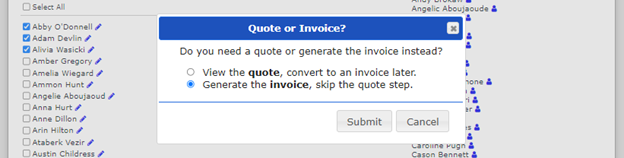 Select All
Abby O'Donnell
Adam Devlin
Alivia Wasicki
Amber Gregory
Amelia Wiegard
Ammon Hunt
Angelie Aboujaoud
Anna Hurt
Anne Dillon
Arin Hilton
Ataberk Vezir
Austin Childress
Quote or Invoice?
Do you need a quote or generate the invoice instead?
View the quote, convert to an invoice later.
Generate the invoice, skip the quote step.
Submit Cancel
Angelic Aboujaoude
Caroline Pugh
Cason Bennett